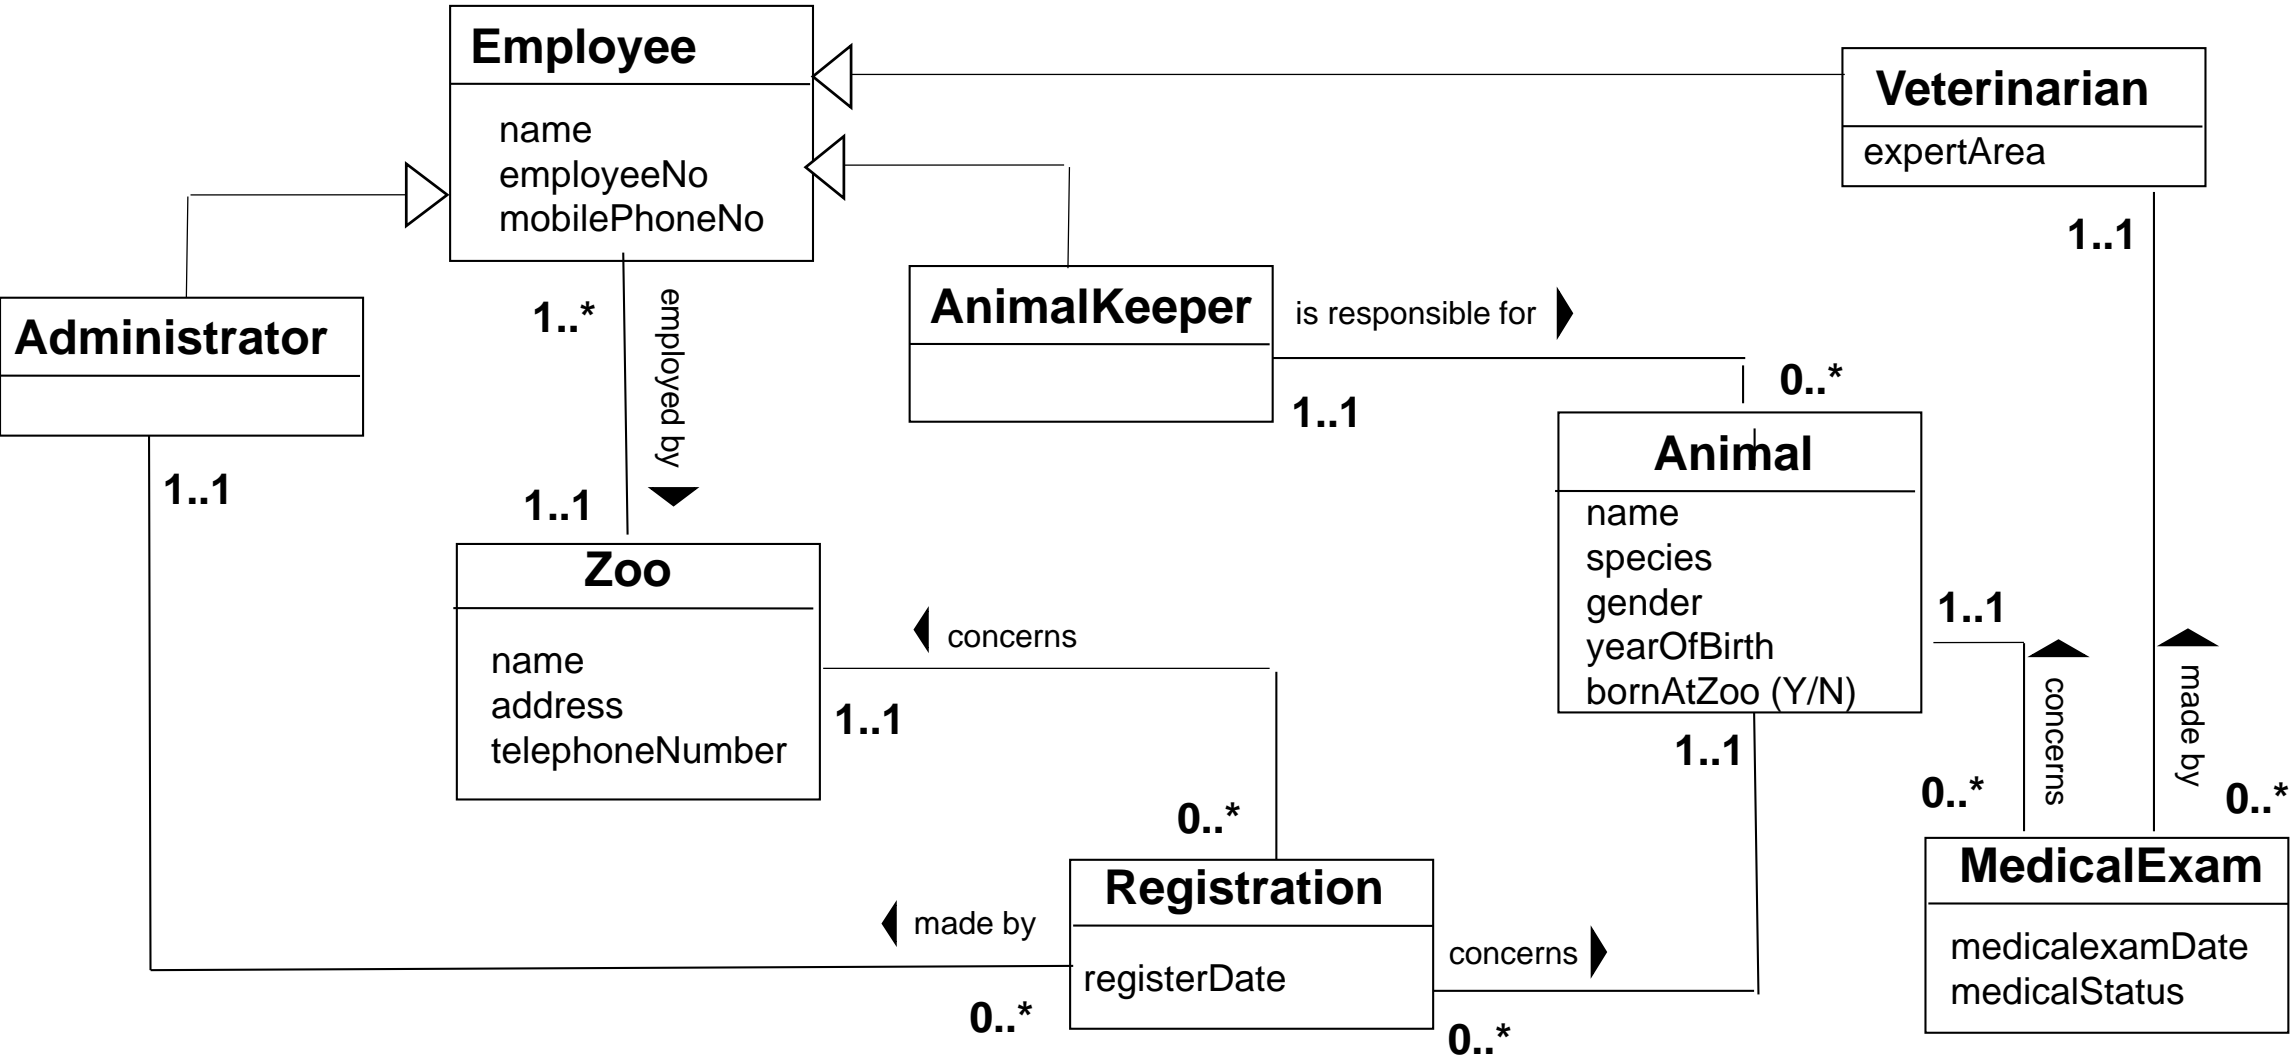 Employee
name
employeeNo
mobilePhoneNo
Veterinarian
expertArea
1..1
Administrator
1..1
1..*
employed by
1..1
AnimalKeeper
is responsible for
1..1
0..*
Animal
name
species
gender
yearOfBirth
bornAtZoo (Y/N)
1..1
1..1
concerns
made by
0..*
0..*
Zoo
name
address
telephoneNumber
concerns
1..1
0..*
Registration
registerDate
made by
0..*
concerns
0..*
MedicalExam
medicalexamDate
medicalStatus